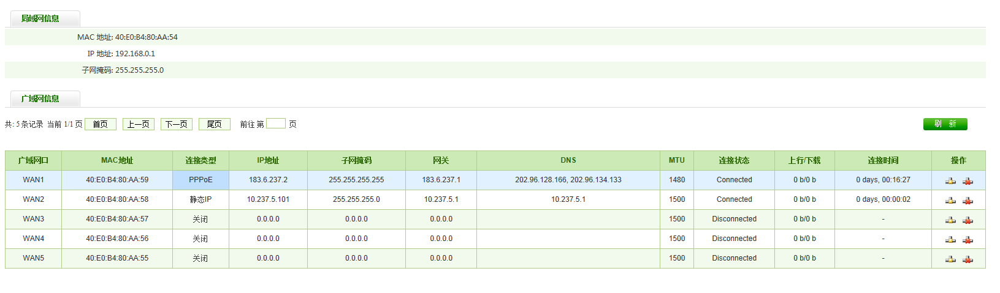 局域网信息
MAC 地址: 40:E0:B4:80:AA:54
IP 地址: 192.168.0.1
子网掩码: 255.255.255.0
广域网信息
共: 5 条记录 当前 1/1 页 首页 上一页 下一页 尾页 前往 第 页 刷 新
广域网口 MAC地址 连接类型 IP地址 子网掩码 网关 DNS MTU 连接状态 上行/下载 连接时间 操作
WAN1 40:E0:B4:80:AA:59 PPPoE 183.6.237.2 255.255.255.255 183.6.237.1 202.96.128.166, 202.96.134.133 1480 Connected 0 b/0 b 0 days, 00:16:27
WAN2 40:E0:B4:80:AA:58 静态IP 10.237.5.101 255.255.255.0 10.237.5.1 10.237.5.1 1500 Connected 0 b/0 b 0 days, 00:00:02
WAN3 40:E0:B4:80:AA:57 关闭 0.0.0.0 0.0.0.0 0.0.0.0 1500 Disconnected 0 b/0 b -
WAN4 40:E0:B4:80:AA:56 关闭 0.0.0.0 0.0.0.0 0.0.0.0 1500 Disconnected 0 b/0 b -
WAN5 40:E0:B4:80:AA:55 关闭 0.0.0.0 0.0.0.0 0.0.0.0 1500 Disconnected 0 b/0 b -